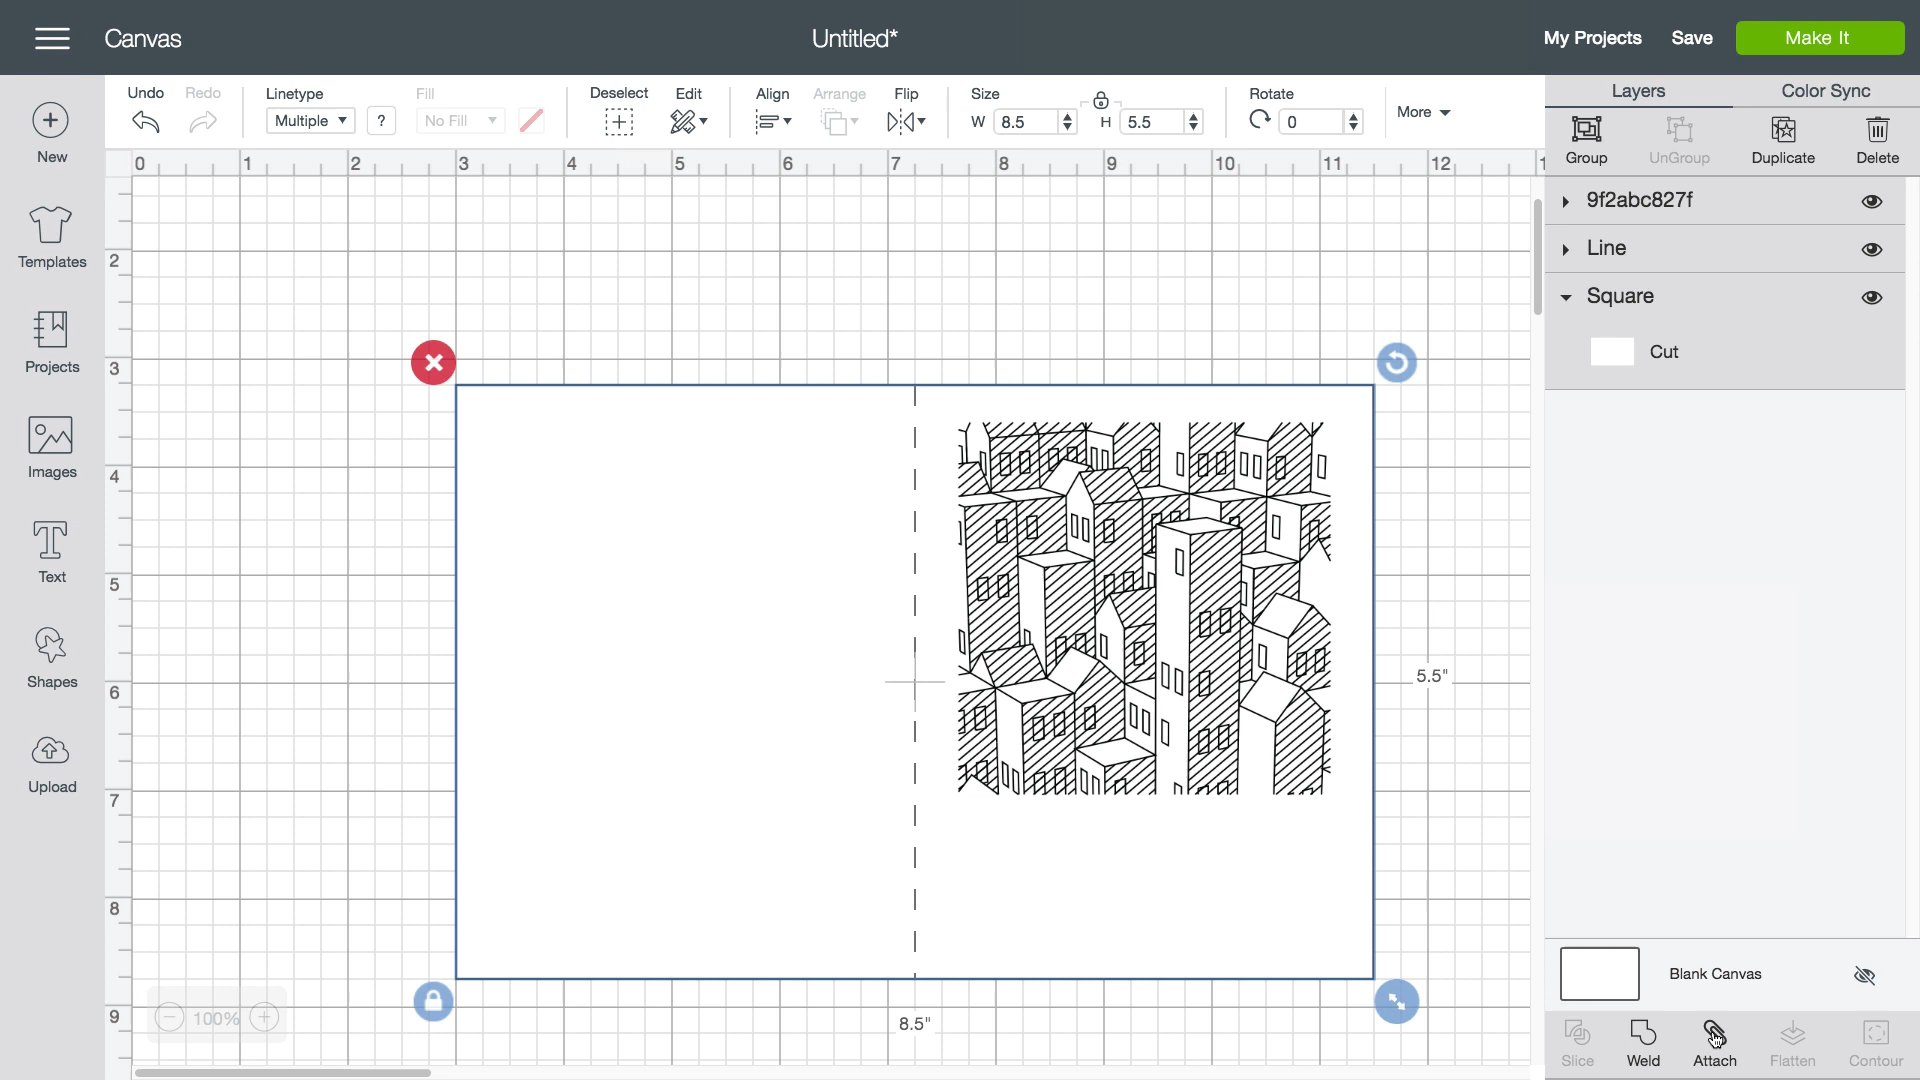 Canvas
Untitled*
My Projects
Save
Make It
New
Templates
Projects
Images
Text
Shapes
Upload
Undo
Redo
Linetype
Multiple
?
Fill
No Fill
Deselect
Edit
Align
Arrange
Flip
Size
W 8.5
H 5.5
Rotate
0
More
0 1 2 3 4 5 6 7 8 9 10 11 12 1
2
3
4
5
6
7
8
9
5.5"
8.5"
100%
Layers
Color Sync
Group
UnGroup
Duplicate
Delete
9f2abc827f
Line
Square
Cut
Blank Canvas
Slice
Weld
Attach
Flatten
Contour